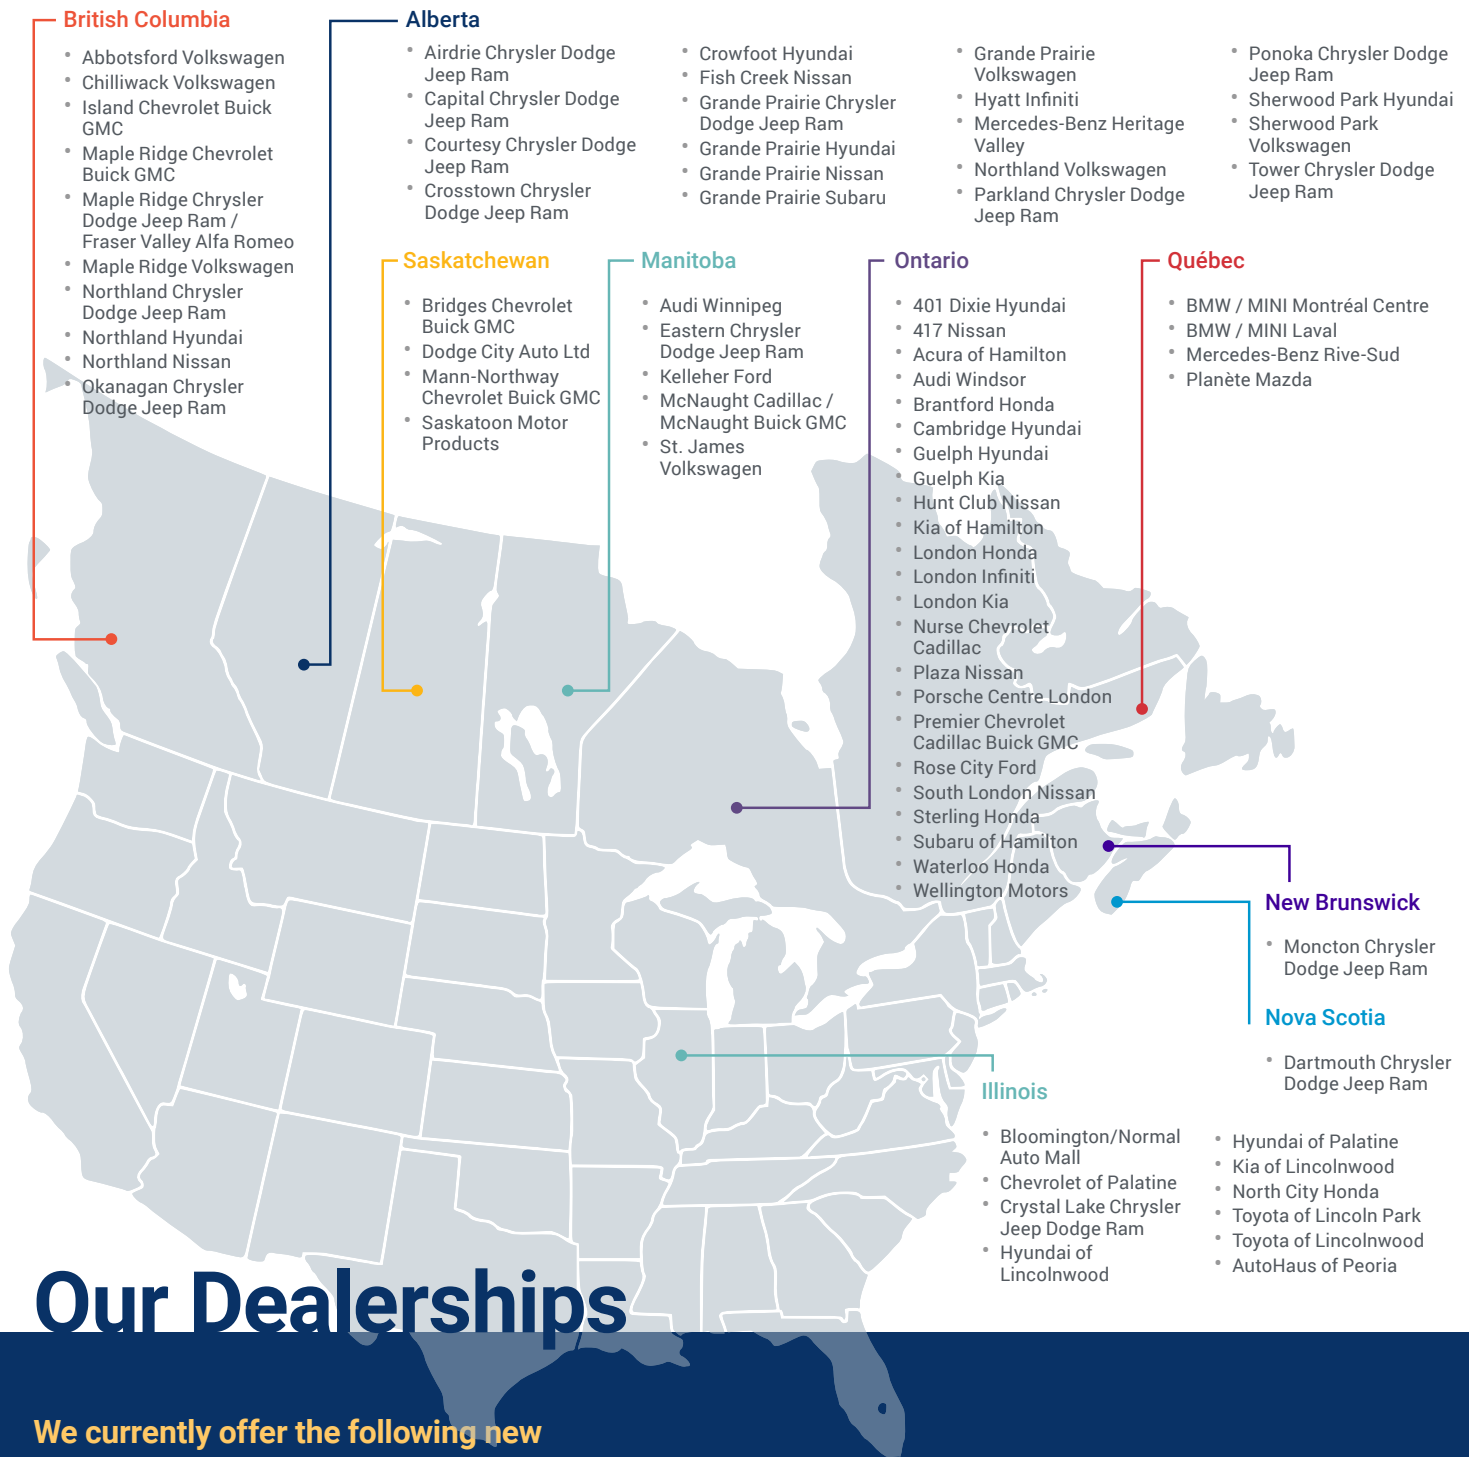 British Columbia
• Abbotsford Volkswagen
• Chilliwack Volkswagen
• Island Chevrolet Buick
GMC
• Maple Ridge Chevrolet
Buick GMC
• Maple Ridge Chrysler
Dodge Jeep Ram /
Fraser Valley Alfa Romeo
• Maple Ridge Volkswagen
• Northland Chrysler
Dodge Jeep Ram
• Northland Hyundai
• Northland Nissan
• Okanagan Chrysler
Dodge Jeep Ram
Alberta
• Airdrie Chrysler Dodge
Jeep Ram
• Capital Chrysler Dodge
Jeep Ram
• Courtesy Chrysler Dodge
Jeep Ram
• Crosstown Chrysler
Dodge Jeep Ram
• Crowfoot Hyundai
• Fish Creek Nissan
• Grande Prairie Chrysler
Dodge Jeep Ram
• Grande Prairie Hyundai
• Grande Prairie Nissan
• Grande Prairie Subaru
• Grande Prairie
Volkswagen
• Hyatt Infiniti
• Mercedes-Benz Heritage
Valley
• Northland Volkswagen
• Parkland Chrysler Dodge
Jeep Ram
• Ponoka Chrysler Dodge
Jeep Ram
• Sherwood Park Hyundai
• Sherwood Park
Volkswagen
• Tower Chrysler Dodge
Jeep Ram
Saskatchewan
• Bridges Chevrolet
Buick GMC
• Dodge City Auto Ltd
• Mann-Northway
Chevrolet Buick GMC
• Saskatoon Motor
Products
Manitoba
• Audi Winnipeg
• Eastern Chrysler
Dodge Jeep Ram
• Kelleher Ford
• McNaught Cadillac /
McNaught Buick GMC
• St. James
Volkswagen
Ontario
• 401 Dixie Hyundai
• 417 Nissan
• Acura of Hamilton
• Audi Windsor
• Brantford Honda
• Cambridge Hyundai
• Guelph Hyundai
• Guelph Kia
• Hunt Club Nissan
• Kia of Hamilton
• London Honda
• London Infiniti
• London Kia
• Nurse Chevrolet
Cadillac
• Plaza Nissan
• Porsche Centre London
• Premier Chevrolet
Cadillac Buick GMC
• Rose City Ford
• South London Nissan
• Sterling Honda
• Subaru of Hamilton
• Waterloo Honda
• Wellington Motors
Québec
• BMW / MINI Montréal Centre
• BMW / MINI Laval
• Mercedes-Benz Rive-Sud
• Planète Mazda
New Brunswick
• Moncton Chrysler
Dodge Jeep Ram
Nova Scotia
• Dartmouth Chrysler
Dodge Jeep Ram
Illinois
• Bloomington/Normal
Auto Mall
• Chevrolet of Palatine
• Crystal Lake Chrysler
Jeep Dodge Ram
• Hyundai of
Lincolnwood
• Hyundai of Palatine
• Kia of Lincolnwood
• North City Honda
• Toyota of Lincoln Park
• Toyota of Lincolnwood
• AutoHaus of Peoria
Our Dealerships
We currently offer the following new